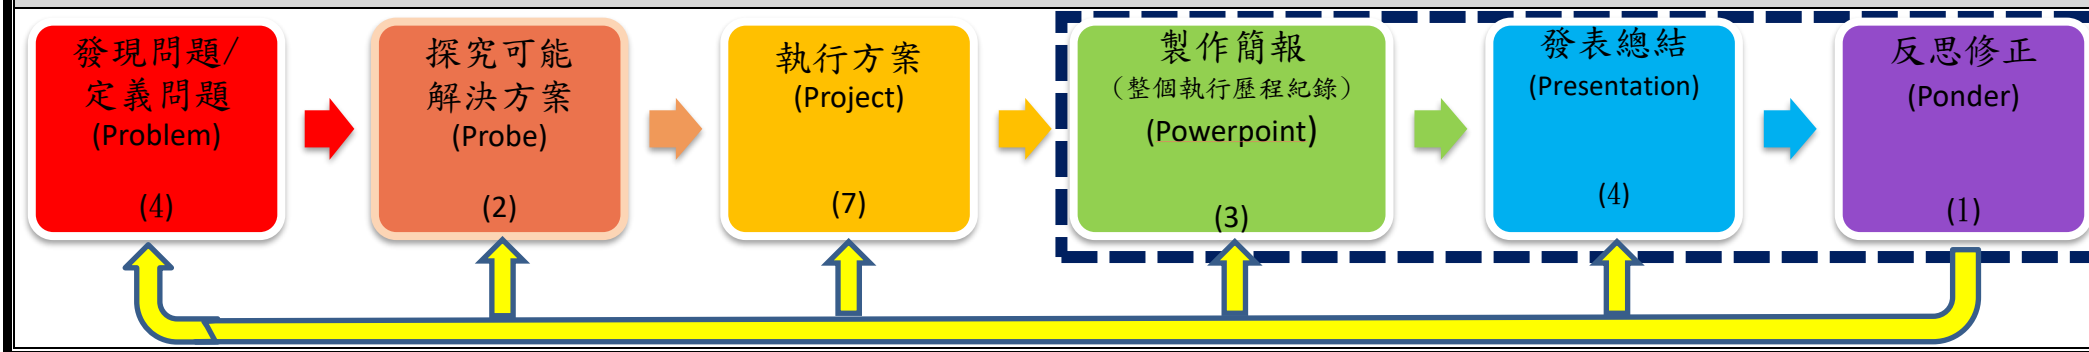 發現問題/
定義問題
(Problem)
(4)
探究可能
解決方案
(Probe)
(2)
執行方案
(Project)
(7)
製作簡報
(整個執行歷程紀錄)
(Powerpoint)
(3)
發表總結
(Presentation)
(4)
反思修正
(Ponder)
(1)